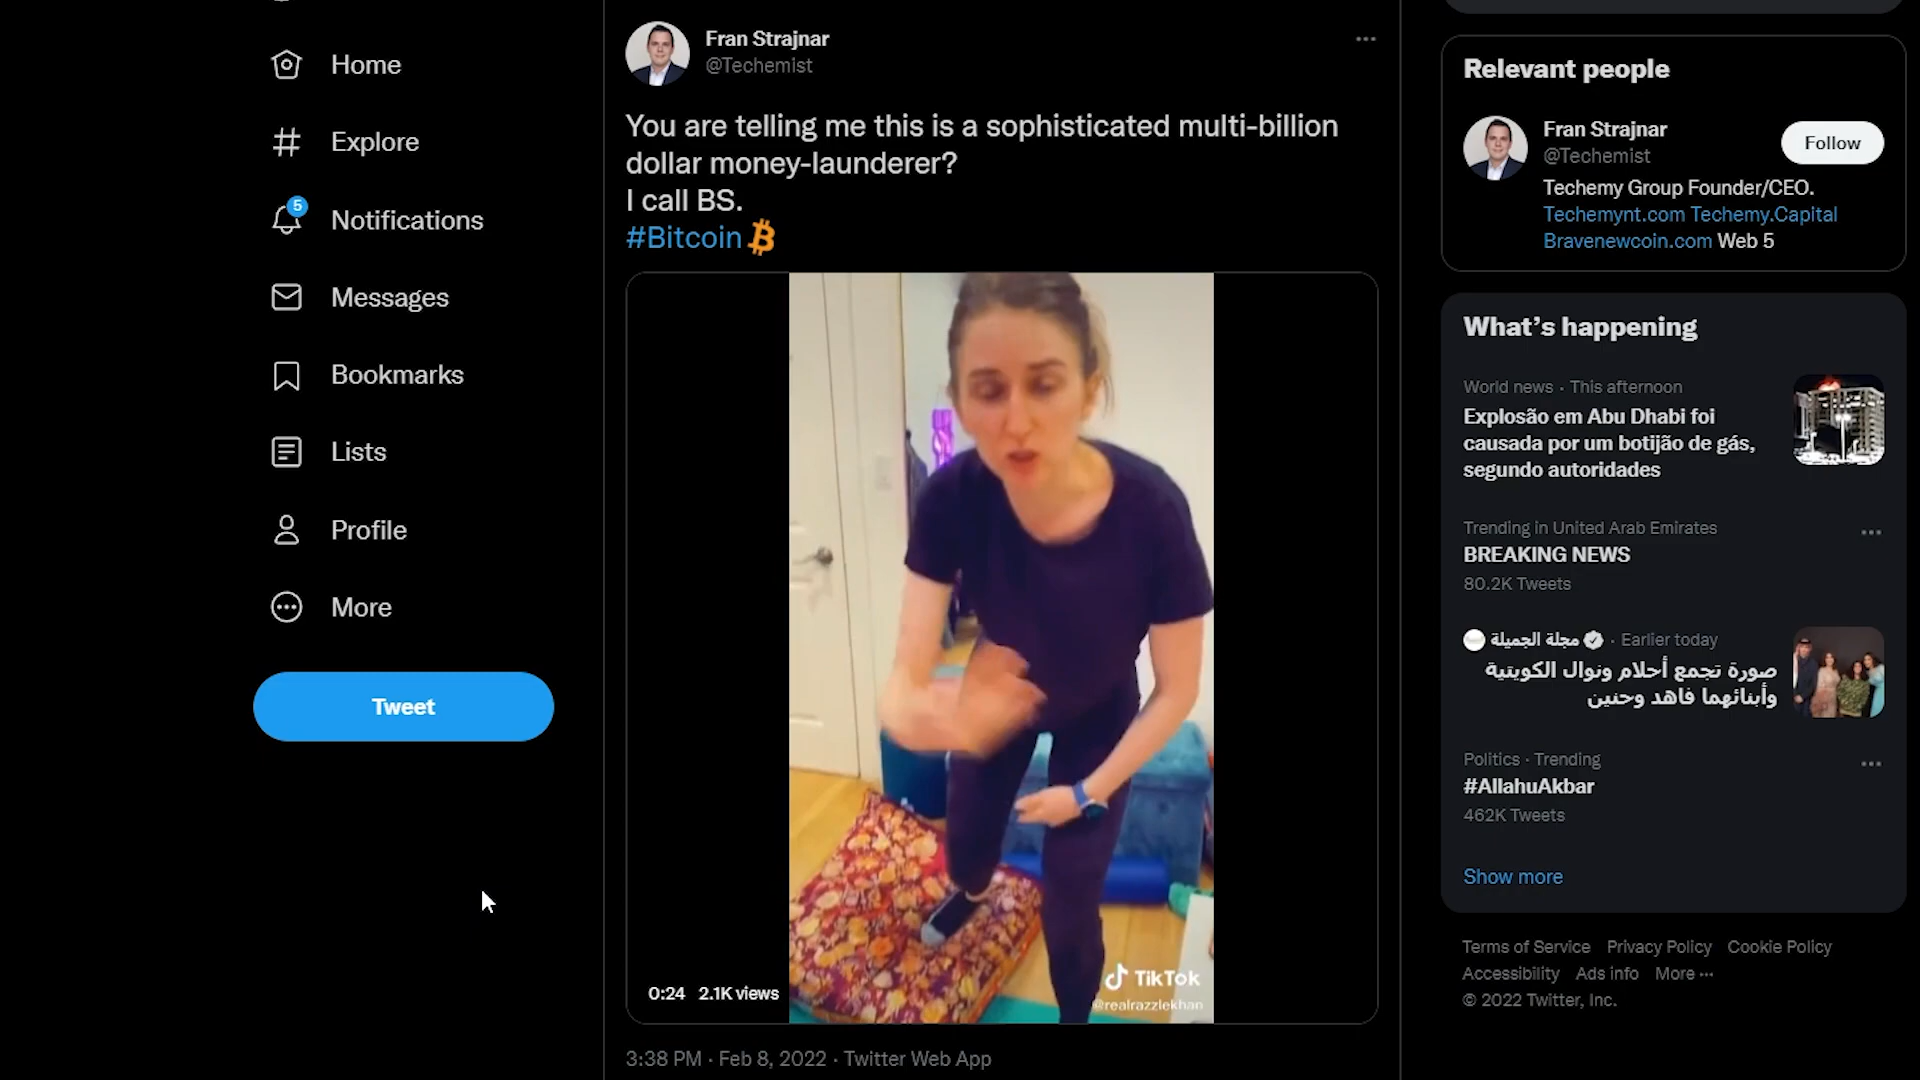 Home
Explore
5
Notifications
Messages
Bookmarks
Lists
Profile
More
Tweet
Fran Strajnar
@Techemist
You are telling me this is a sophisticated multi-billion
dollar money-launderer?
I call BS.
#Bitcoin
0:24 2.1K views
TikTok
@realrazzlekhan
3:38 PM · Feb 8, 2022 · Twitter Web App
Relevant people
Fran Strajnar
@Techemist
Follow
Techemy Group Founder/CEO.
Techemynt.com Techemy.Capital
Bravenewcoin.com Web 5
What's happening
World news · This afternoon
Explosão em Abu Dhabi foi
causada por um botijão de gás,
segundo autoridades
Trending in United Arab Emirates
BREAKING NEWS
80.2K Tweets
مجلة الجميلة · Earlier today
صورة تجمع أحلام ونوال الكويتية
وأبنائهما فاهد وحنين
Politics · Trending
#AllahuAkbar
462K Tweets
Show more
Terms of Service Privacy Policy Cookie Policy
Accessibility Ads info More ···
© 2022 Twitter, Inc.